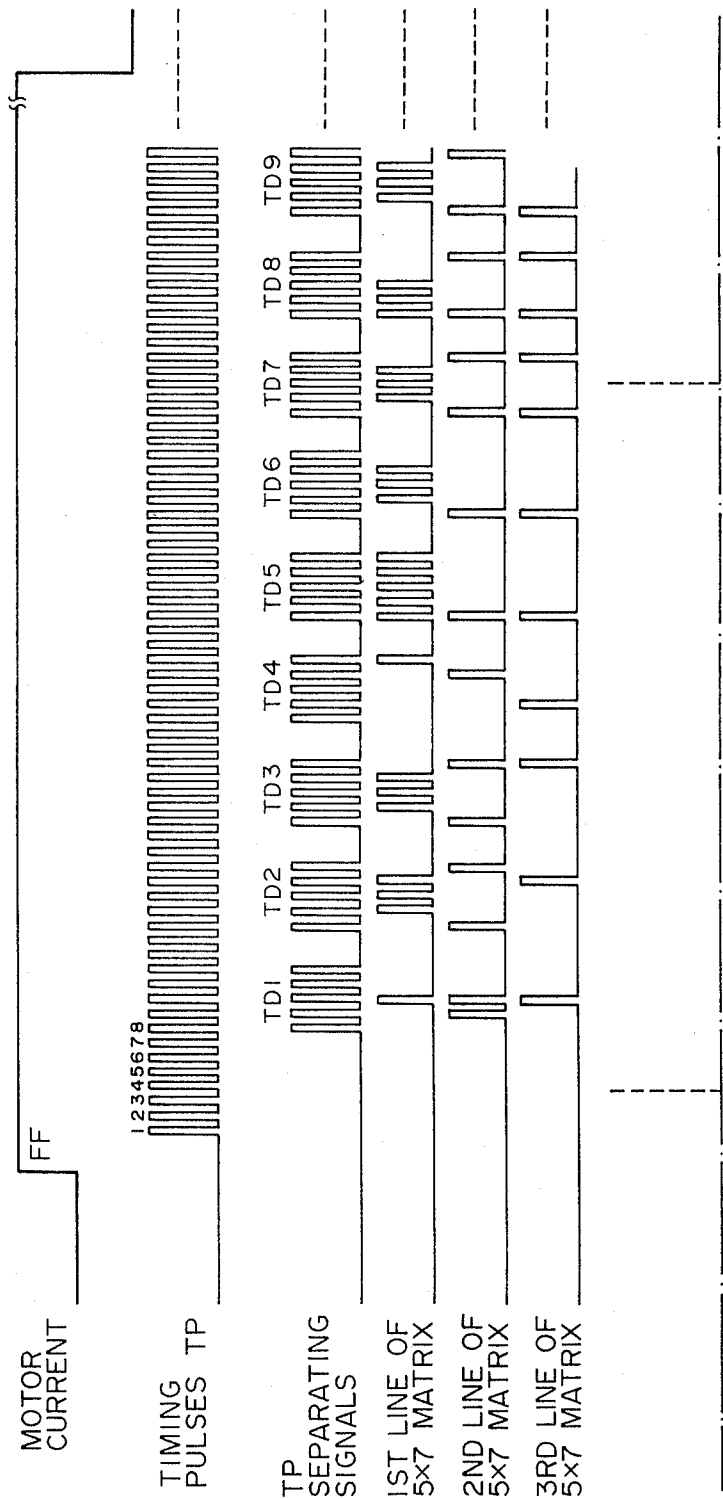 MOTOR
CURRENT
FF
TIMING
PULSES TP
12345678
TP
SEPARATING
SIGNALS
TD1 TD2 TD3 TD4 TD5 TD6 TD7 TD8 TD9
1ST LINE OF
5×7 MATRIX
2ND LINE OF
5×7 MATRIX
3RD LINE OF
5×7 MATRIX